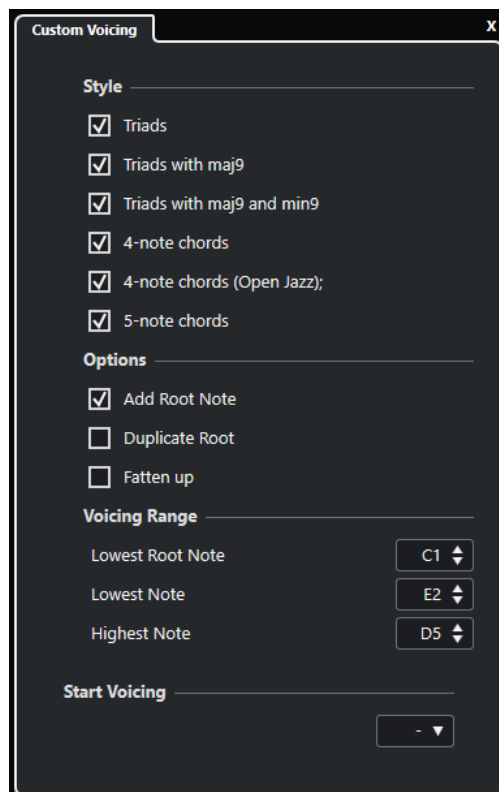 Custom Voicing X
Style
Triads
Triads with maj9
Triads with maj9 and min9
4-note chords
4-note chords (Open Jazz);
5-note chords
Options
Add Root Note
Duplicate Root
Fatten up
Voicing Range
Lowest Root Note C1
Lowest Note E2
Highest Note D5
Start Voicing
-